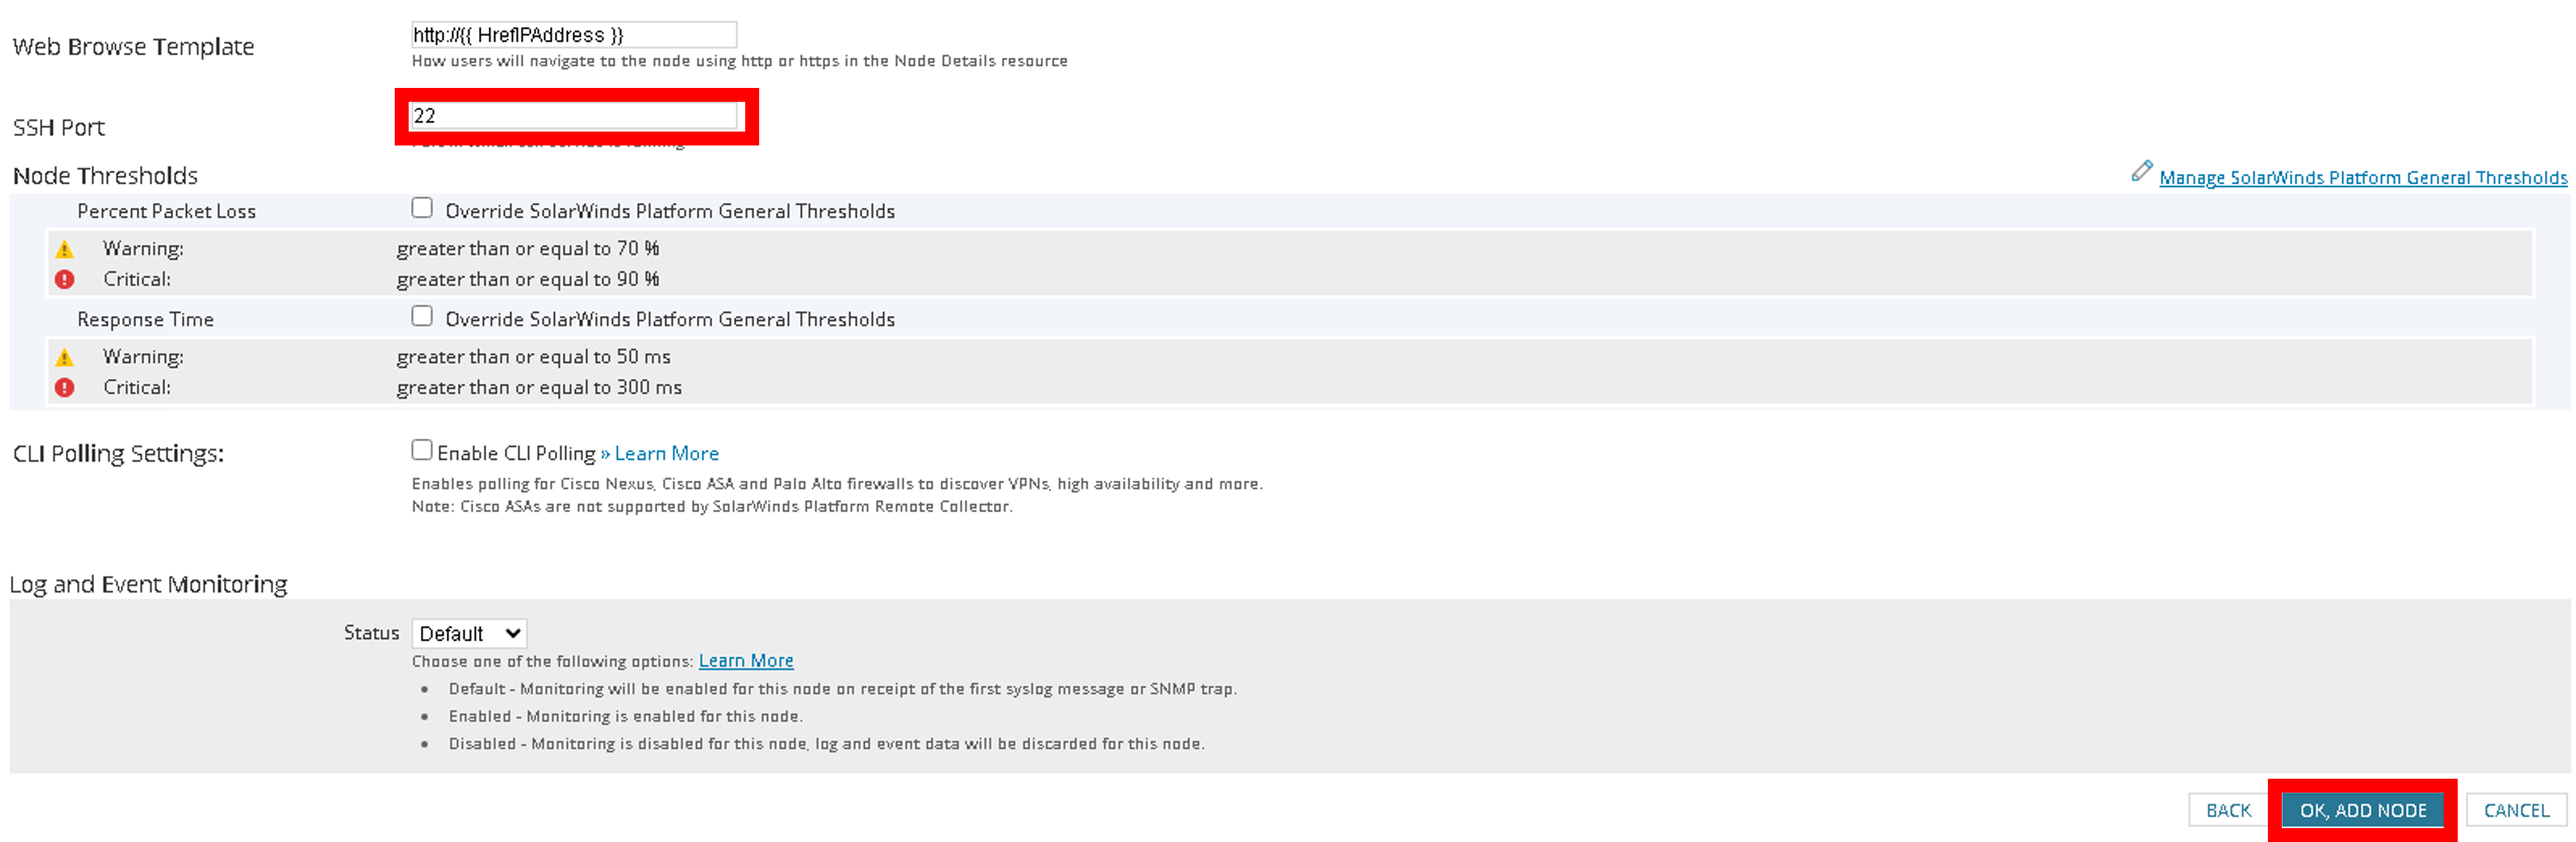 Web Browse Template
http://{{ HrefIPAddress }}
How users will navigate to the node using http or https in the Node Details resource
SSH Port
22
Node Thresholds
Manage SolarWinds Platform General Thresholds
Percent Packet Loss
Override SolarWinds Platform General Thresholds
Warning: greater than or equal to 70 %
Critical: greater than or equal to 90 %
Response Time
Override SolarWinds Platform General Thresholds
Warning: greater than or equal to 50 ms
Critical: greater than or equal to 300 ms
CLI Polling Settings:
Enable CLI Polling » Learn More
Enables polling for Cisco Nexus, Cisco ASA and Palo Alto firewalls to discover VPNs, high availability and more.
Note: Cisco ASAs are not supported by SolarWinds Platform Remote Collector.
Log and Event Monitoring
Status Default
Choose one of the following options: Learn More
• Default - Monitoring will be enabled for this node on receipt of the first syslog message or SNMP trap.
• Enabled - Monitoring is enabled for this node.
• Disabled - Monitoring is disabled for this node, log and event data will be discarded for this node.
BACK OK, ADD NODE CANCEL